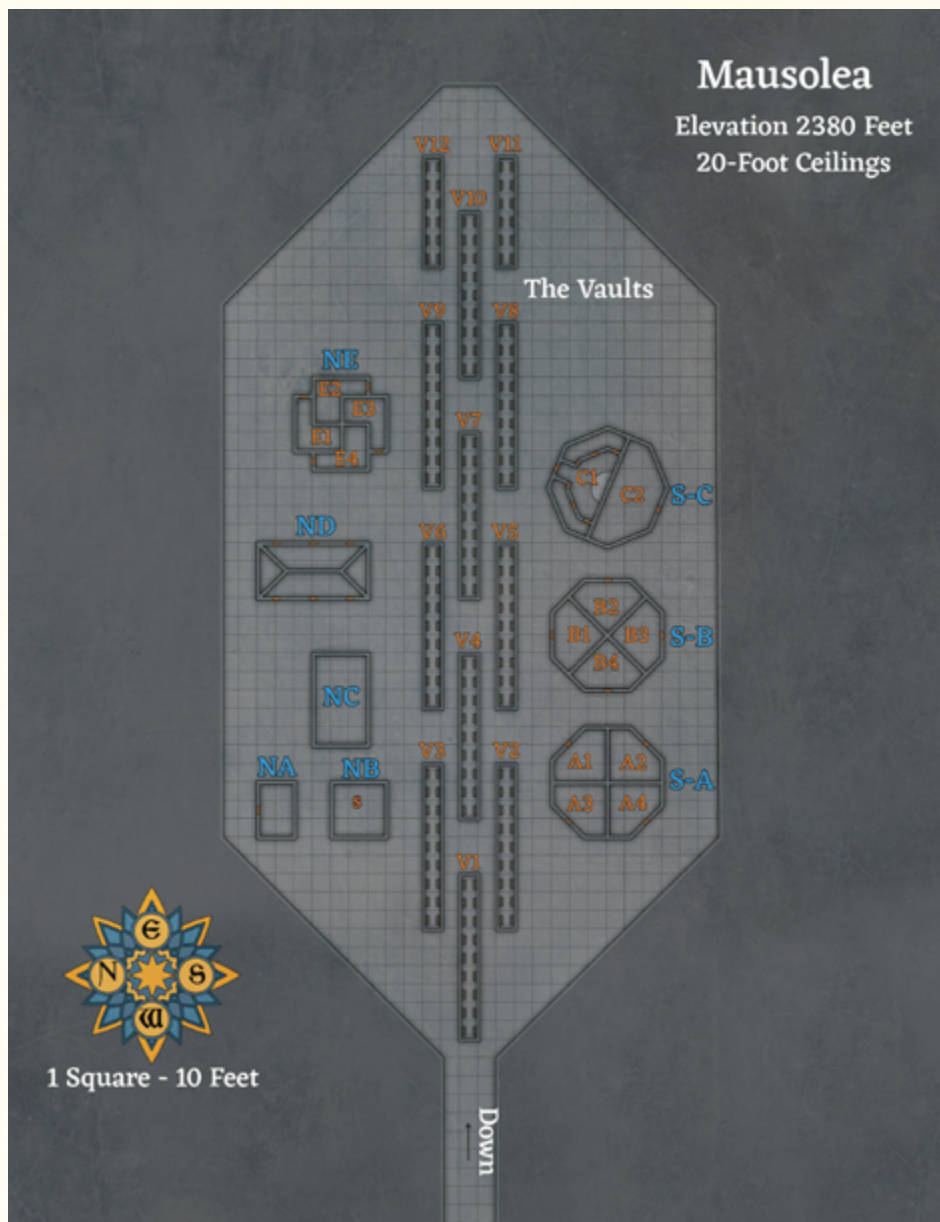 Mausolea
Elevation 2380 Feet
20-Foot Ceilings
V12
V11
V10
The Vaults
V9
V8
NE
E2
E3
E1
E4
V7
C1
C2
S-C
ND
V6
V5
B2
B1
B3
S-B
B4
V4
NC
V3
V2
NA
NB
S
A1
A2
S-A
A3
A4
V1
E
N
S
W
1 Square - 10 Feet
Down